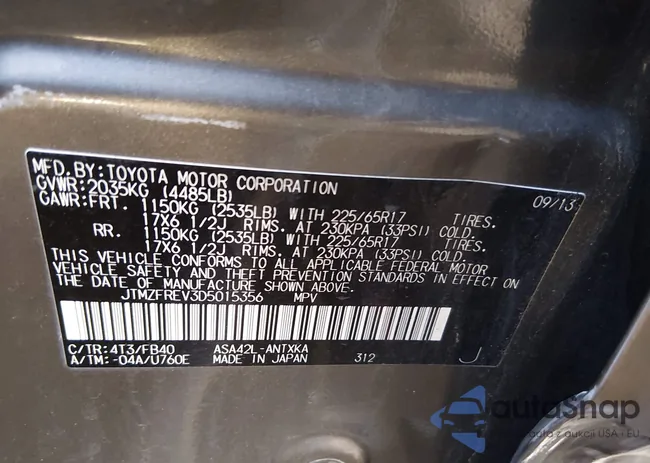 MFD.BY:TOYOTA MOTOR CORPORATION 09/13
GVWR:2035KG (4485LB)
GAWR:FRT. 1150KG (2535LB) WITH 225/65R17 TIRES.
17X6 1/2J RIMS. AT 230KPA (33PSI) COLD.
RR. 1150KG (2535LB) WITH 225/65R17 TIRES.
17X6 1/2J RIMS. AT 230KPA (33PSI) COLD.
THIS VEHICLE CONFORMS TO ALL APPLICABLE FEDERAL MOTOR
VEHICLE SAFETY AND THEFT PREVENTION STANDARDS IN EFFECT ON
THE DATE OF MANUFACTURE SHOWN ABOVE.
JTMZFREV3D5015356 MPV
C/TR:4T3/FB40 ASA42L-ANTXKA J
A/TM:-04A/U760E MADE IN JAPAN 312
autoSnap
auta z aukcji USA - EU